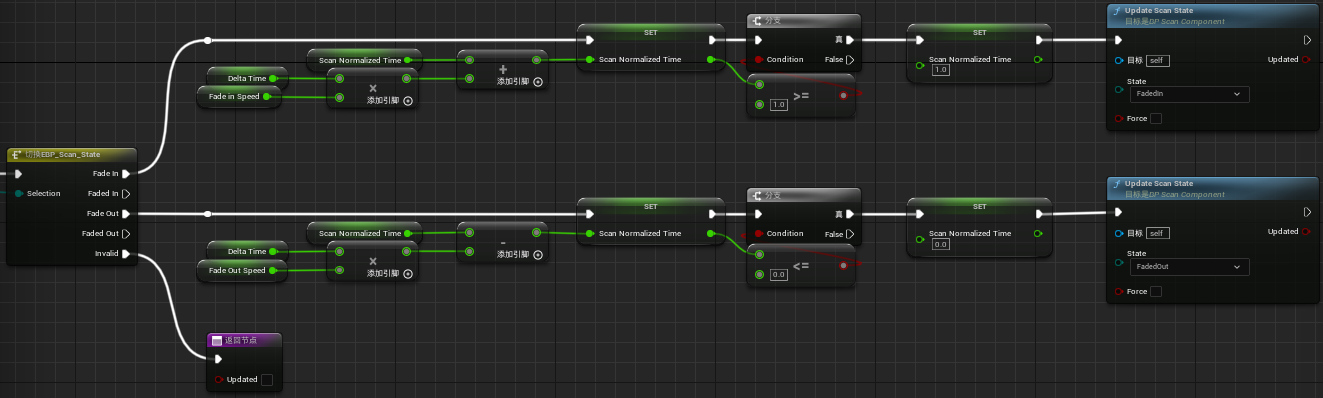 SET
分支
真
Condition
False
SET
Scan Normalized Time
1.0
Update Scan State
目标是BP Scan Component
目标
self
Updated
State
FadedIn
Force
Scan Normalized Time
Delta Time
Fade in Speed
×
添加引脚
+
添加引脚
Scan Normalized Time
>=
1.0
切换EBP_Scan_State
Selection
Fade In
Faded In
Fade Out
Faded Out
Invalid
SET
Scan Normalized Time
分支
真
Condition
False
<=
0.0
SET
Scan Normalized Time
0.0
Update Scan State
目标是BP Scan Component
目标
self
Updated
State
FadedOut
Force
Scan Normalized Time
Delta Time
Fade Out Speed
×
添加引脚
-
添加引脚
返回节点
Updated